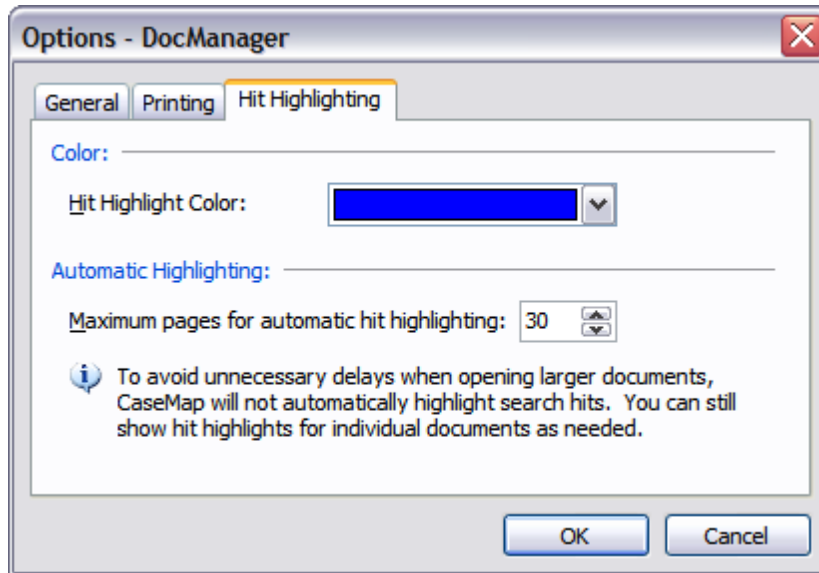 Options - DocManager
General Printing Hit Highlighting
Color:
Hit Highlight Color:
Automatic Highlighting:
Maximum pages for automatic hit highlighting: 30
To avoid unnecessary delays when opening larger documents,
CaseMap will not automatically highlight search hits.  You can still
show hit highlights for individual documents as needed.
OK Cancel